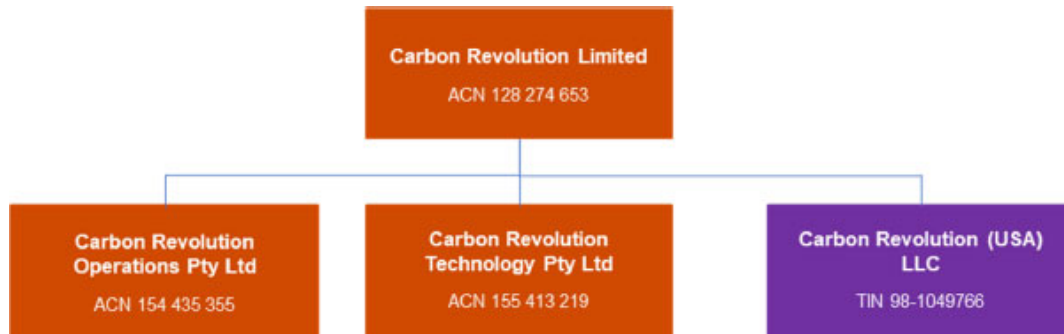 Carbon Revolution Limited
ACN 128 274 653
Carbon Revolution
Operations Pty Ltd
ACN 154 435 355
Carbon Revolution
Technology Pty Ltd
ACN 155 413 219
Carbon Revolution (USA)
LLC
TIN 98-1049766